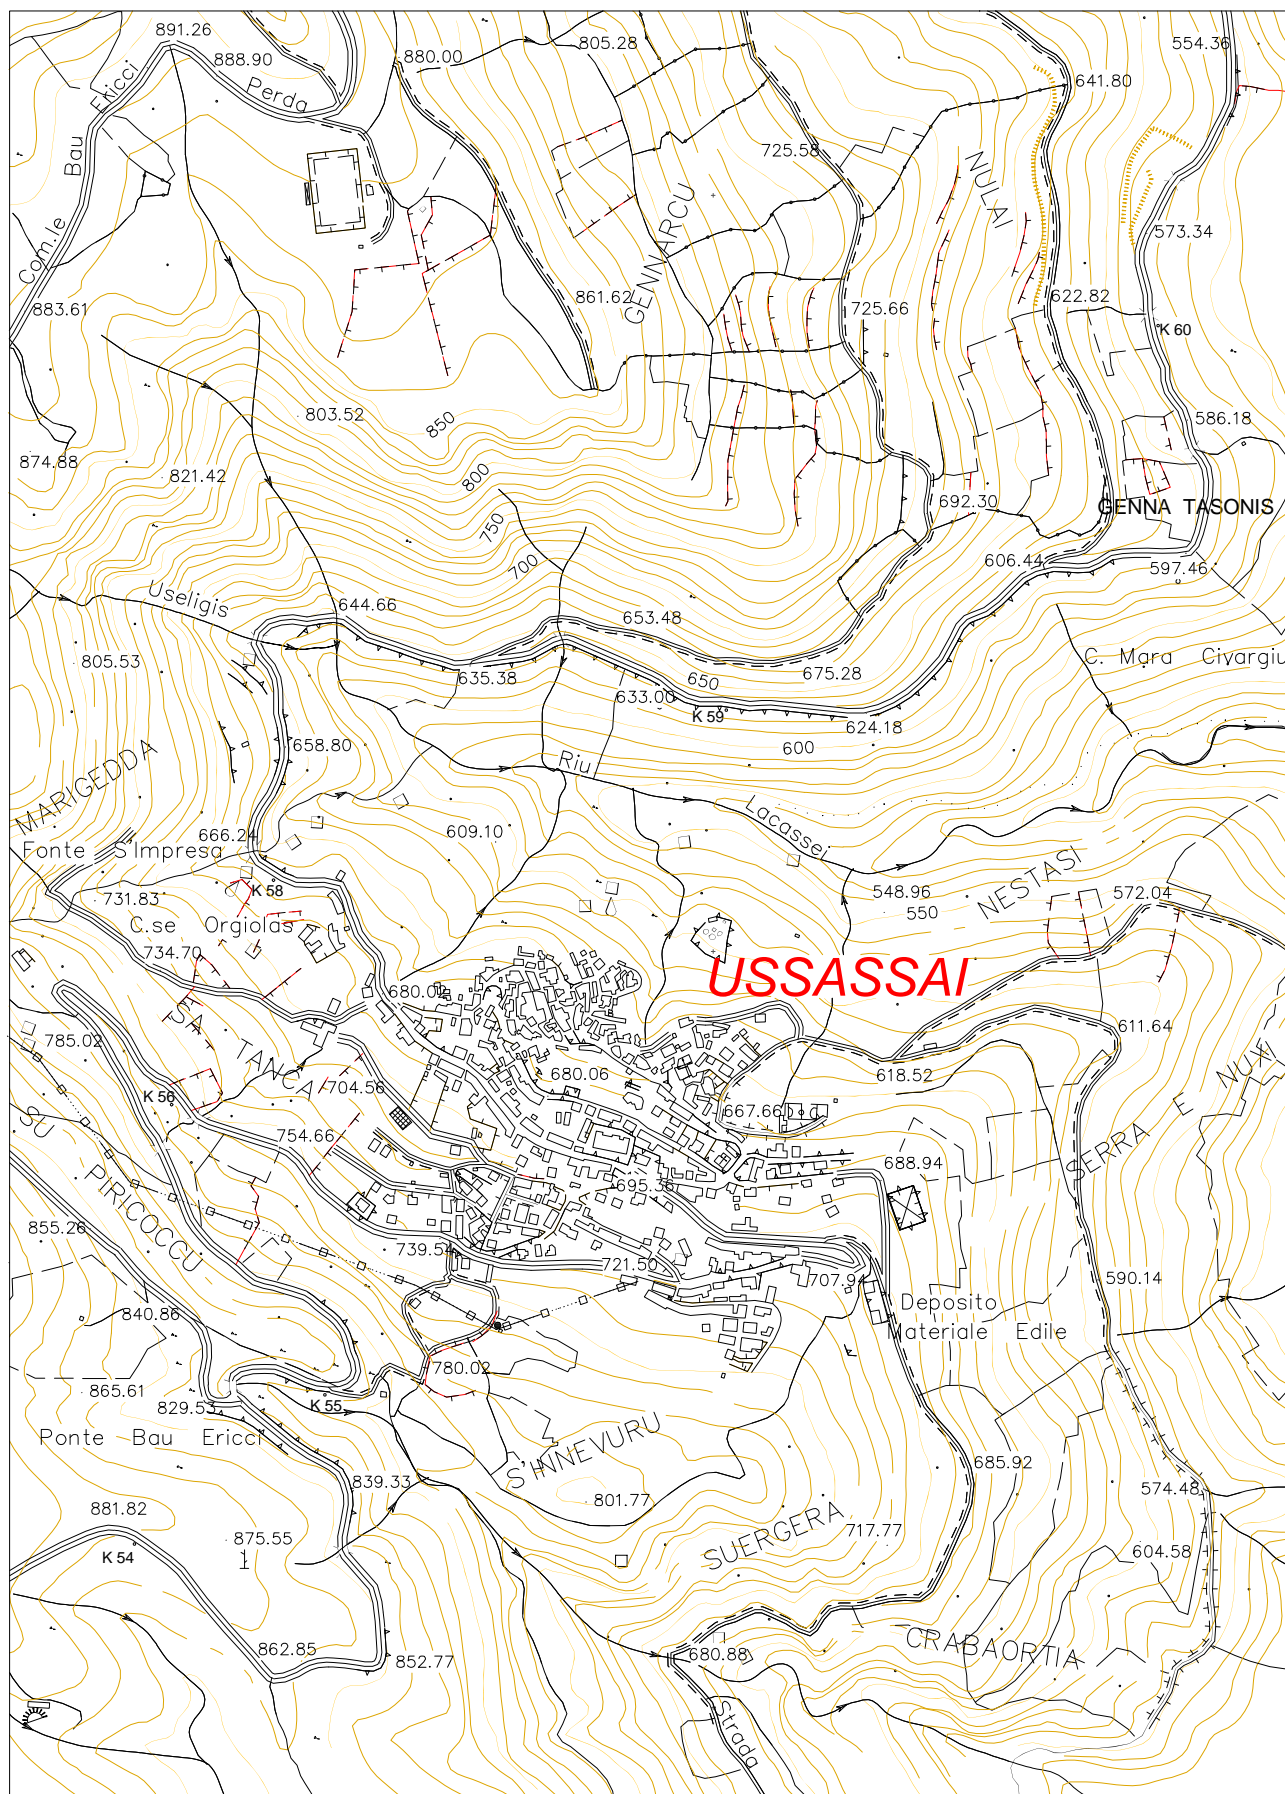 891.26
888.90
880.00
805.28
554.36
641.80
Com.le Bau Ericci
Perda
725.58
NULAI
573.34
GENNARCU
883.61
861.62
725.66
622.82
K 60
803.52
850
586.18
874.88
821.42
800
750
692.30
GENNA TASONIS
700
606.44
597.46
Useligis
644.66
653.48
805.53
635.38
650
675.28
C. Mara Civargiu
633.00
K 59
624.18
658.80
600
MARIGEDDA
Riu
Lacassei
666.24
609.10
Fonte S'Impresa
K 58
548.96
NESTASI
572.04
731.83
550
C.se Orgiolas
734.70
USSASSAI
680.02
SA TANCA
611.64
785.02
680.06
618.52
NUXI
K 56
704.56
667.66
SERRA E
SU PIRICOCCU
754.66
688.94
695.36
855.26
739.54
721.50
707.94
590.14
840.86
Deposito
Materiale Edile
780.02
865.61
829.53
K 55
Ponte Bau Ericci
S'INNEVURU
839.33
685.92
881.82
801.77
574.48
875.55
SUERGERA
717.77
K 54
604.58
862.85
852.77
680.88
CRABAORTIA
Strada